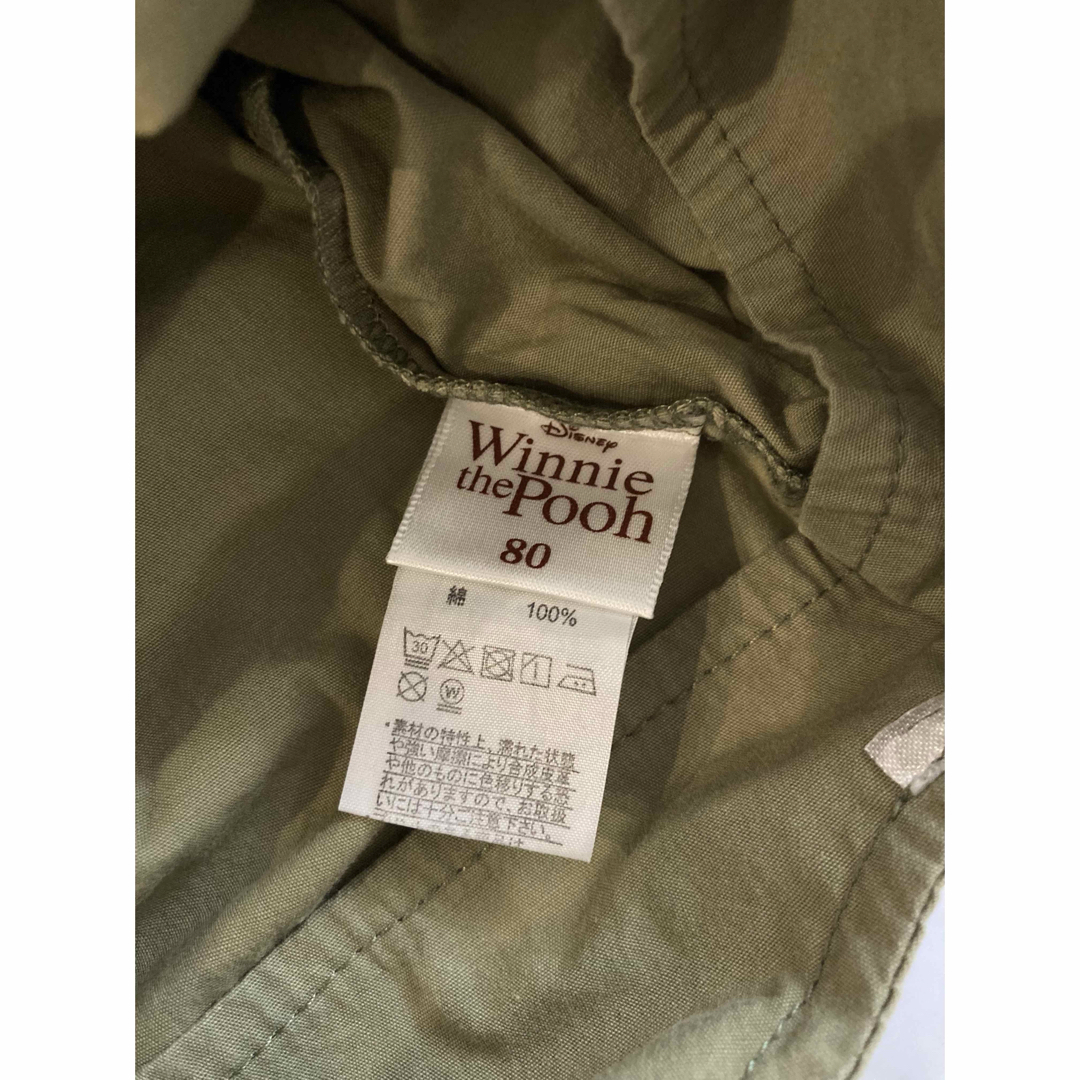 Disney
Winnie
the Pooh
80
綿 100%
30
W
・素材の特性上、濡れた状態
や強い摩擦により合成皮革
や他のものに色移りする恐
れがありますので、お取扱
いには十分ご注意下さい。